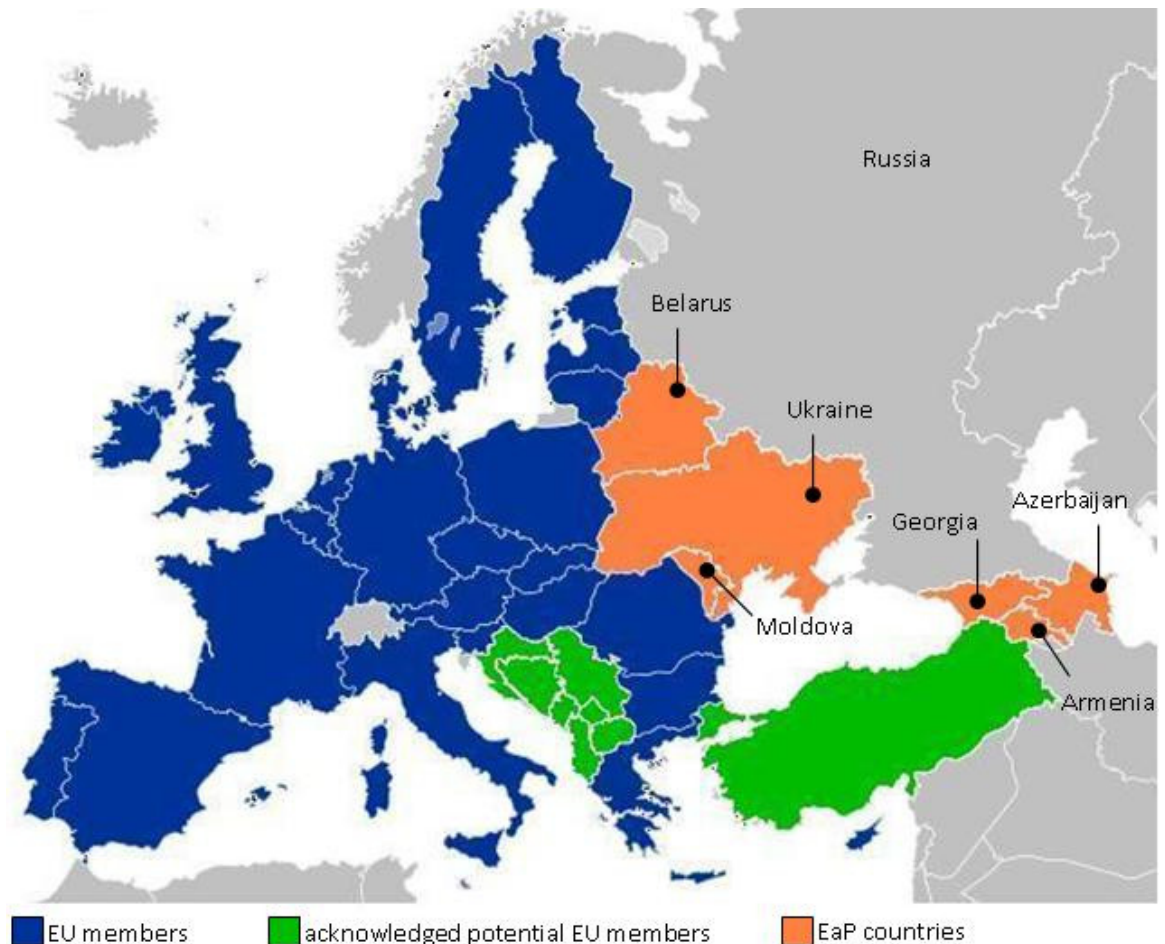 Russia
Belarus
Ukraine
Azerbaijan
Georgia
Moldova
Armenia
EU members
acknowledged potential EU members
EaP countries